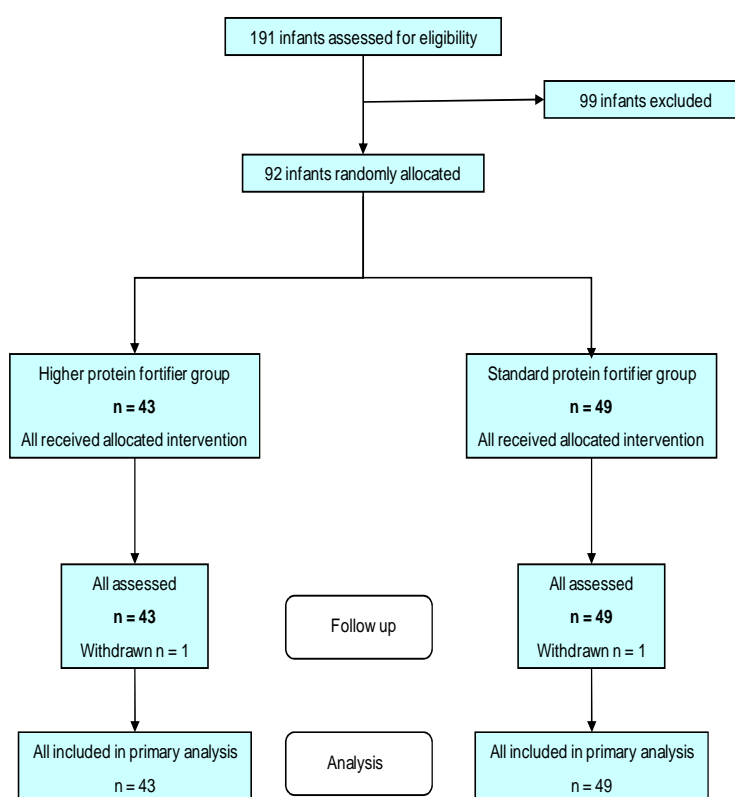 191 infants assessed for eligibility
99 infants excluded
92 infants randomly allocated
Higher protein fortifier group
n = 43
All received allocated intervention
Standard protein fortifier group
n = 49
All received allocated intervention
All assessed
n = 43
Withdrawn n = 1
Follow up
All assessed
n = 49
Withdrawn n = 1
All included in primary analysis
n = 43
Analysis
All included in primary analysis
n = 49